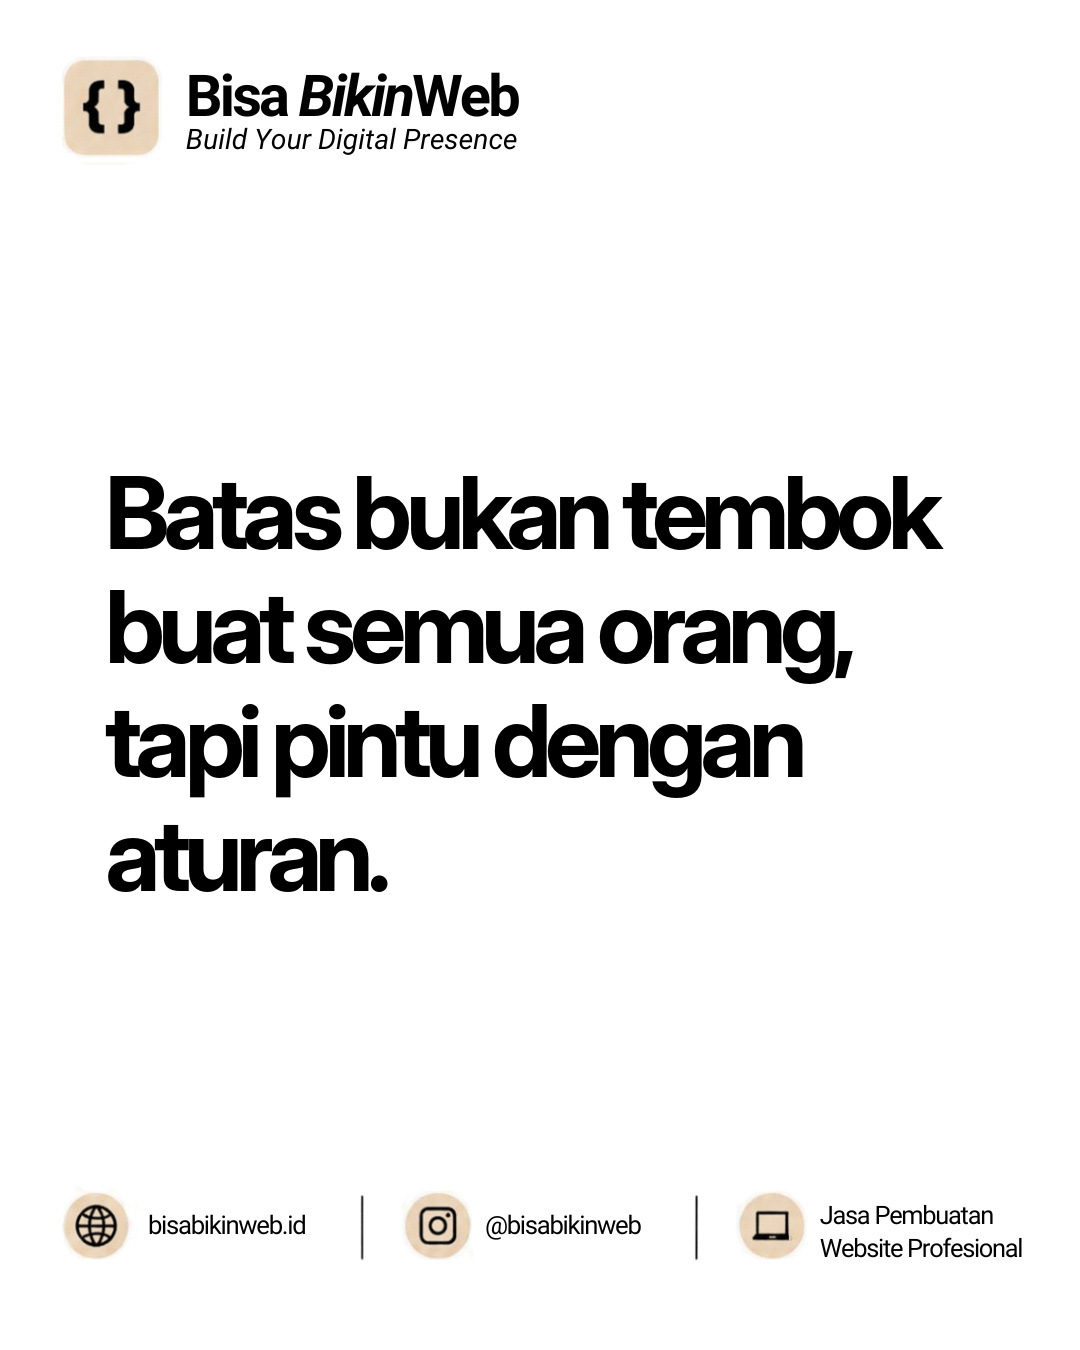 { }
Bisa BikinWeb
Build Your Digital Presence
Batas bukan tembok
buat semua orang,
tapi pintu dengan
aturan.
bisabikinweb.id
@bisabikinweb
Jasa Pembuatan
Website Profesional